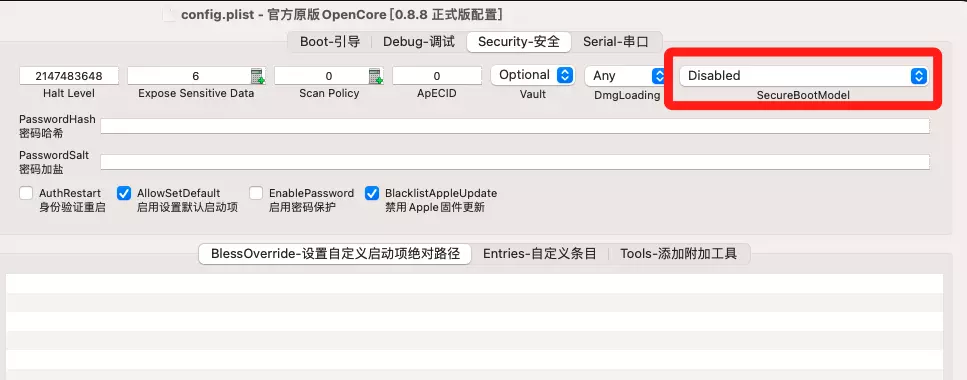 config.plist - 官方原版OpenCore [0.8.8 正式版配置]
Boot-引导 Debug-调试 Security-安全 Serial-串口
2147483648 6 0 0 Optional Any Disabled
Halt Level Expose Sensitive Data Scan Policy ApECID Vault DmgLoading SecureBootModel
PasswordHash
密码哈希
PasswordSalt
密码加盐
AuthRestart AllowSetDefault EnablePassword BlacklistAppleUpdate
身份验证重启 启用设置默认启动项 启用密码保护 禁用Apple固件更新
BlessOverride-设置自定义启动项绝对路径 Entries-自定义条目 Tools-添加附加工具